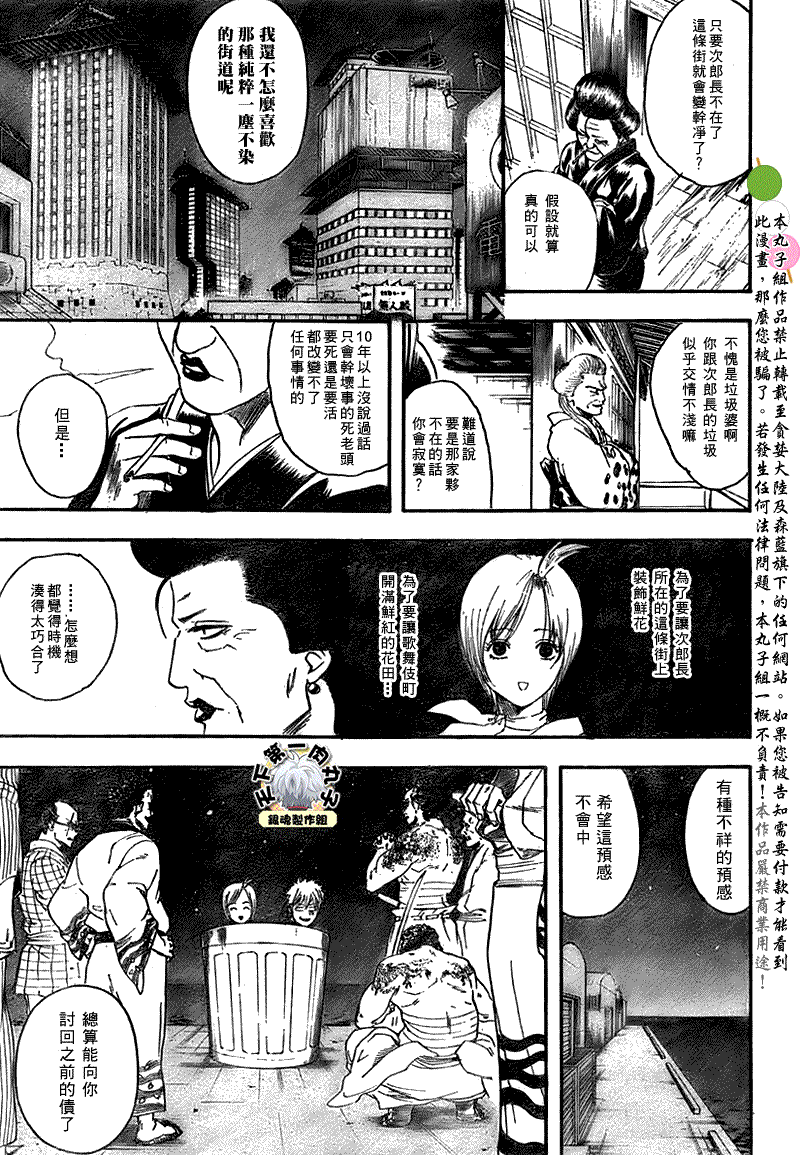 只要次郎長不在了
這條街就會變幹淨了？
假設就算
真的可以
我還不怎麼喜歡
那種純粹一塵不染
的街道呢
無人殿
不愧是垃圾婆啊
你跟次郎長的垃圾
似乎交情不淺嘛
難道說
要是那家夥
不在的話
你會寂寞？
10年以上沒說過話
只會幹壞事的死老頭
要死還是要活
都改變不了
任何事情的
但是…
為了要讓次郎長
所在的這條街上
裝飾鮮花
為了要讓歌舞伎町
開滿鮮紅的花田…
……怎麼想
都覺得時機
湊得太巧合了
有種不祥的預感
希望這預感
不會中
天下第一肉丸子
銀魂製作組
總算能向你
討回之前的債了
本丸子組作品禁止轉載至貪婪大陸及森藍旗下的任何網站。如果您被告知需要付款才能看到
此漫畫，那麼您被騙了。若發生任何法律問題，本丸子組一概不負責！本作品嚴禁商業用途！